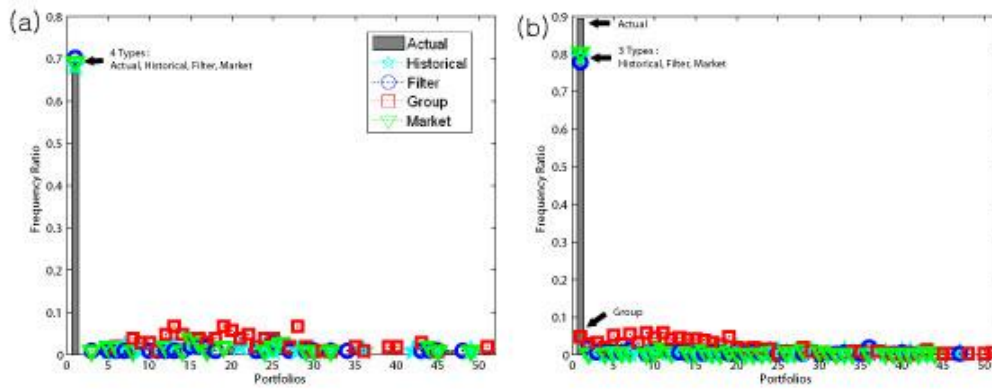 (a)
0.8
0.7
0.6
0.5
0.4
0.3
0.2
0.1
0
Frequency Ratio
4 Types :
Actual, Historical, Filter, Market
Actual
Historical
Filter
Group
Market
0 5 10 15 20 25 30 35 40 45 50
Portfolios
(b)
0.9
0.8
0.7
0.6
0.5
0.4
0.3
0.2
0.1
0
Frequency Ratio
Actual
3 Types :
Historical, Filter, Market
Group
0 5 10 15 20 25 30 35 40 45 50
Portfolios